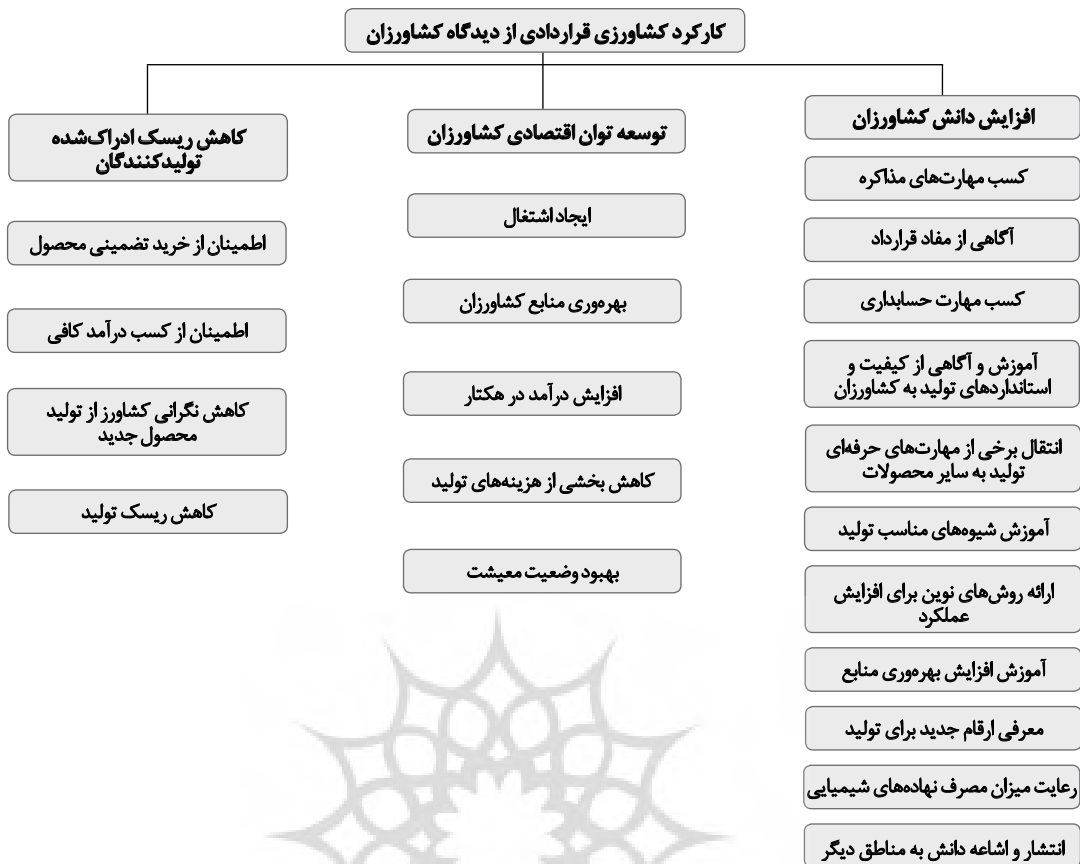 کارکرد کشاورزی قراردادی از دیدگاه کشاورزان
افزایش دانش کشاورزان
کسب مهارت‌های مذاکره
آگاهی از مفاد قرارداد
کسب مهارت حسابداری
آموزش و آگاهی از کیفیت و
استانداردهای تولید به کشاورزان
انتقال برخی از مهارت‌های حرفه‌ای
تولید به سایر محصولات
آموزش شیوه‌های مناسب تولید
ارائه روش‌های نوین برای افزایش
عملکرد
آموزش افزایش بهره‌وری منابع
معرفی ارقام جدید برای تولید
رعایت میزان مصرف نهاده‌های شیمیایی
انتشار و اشاعه دانش به مناطق دیگر
توسعه توان اقتصادی کشاورزان
ایجاد اشتغال
بهره‌وری منابع کشاورزان
افزایش درآمد در هکتار
کاهش بخشی از هزینه‌های تولید
بهبود وضعیت معیشت
کاهش ریسک ادراک‌شده
تولیدکنندگان
اطمینان از خرید تضمینی محصول
اطمینان از کسب درآمد کافی
کاهش نگرانی کشاورز از تولید
محصول جدید
کاهش ریسک تولید